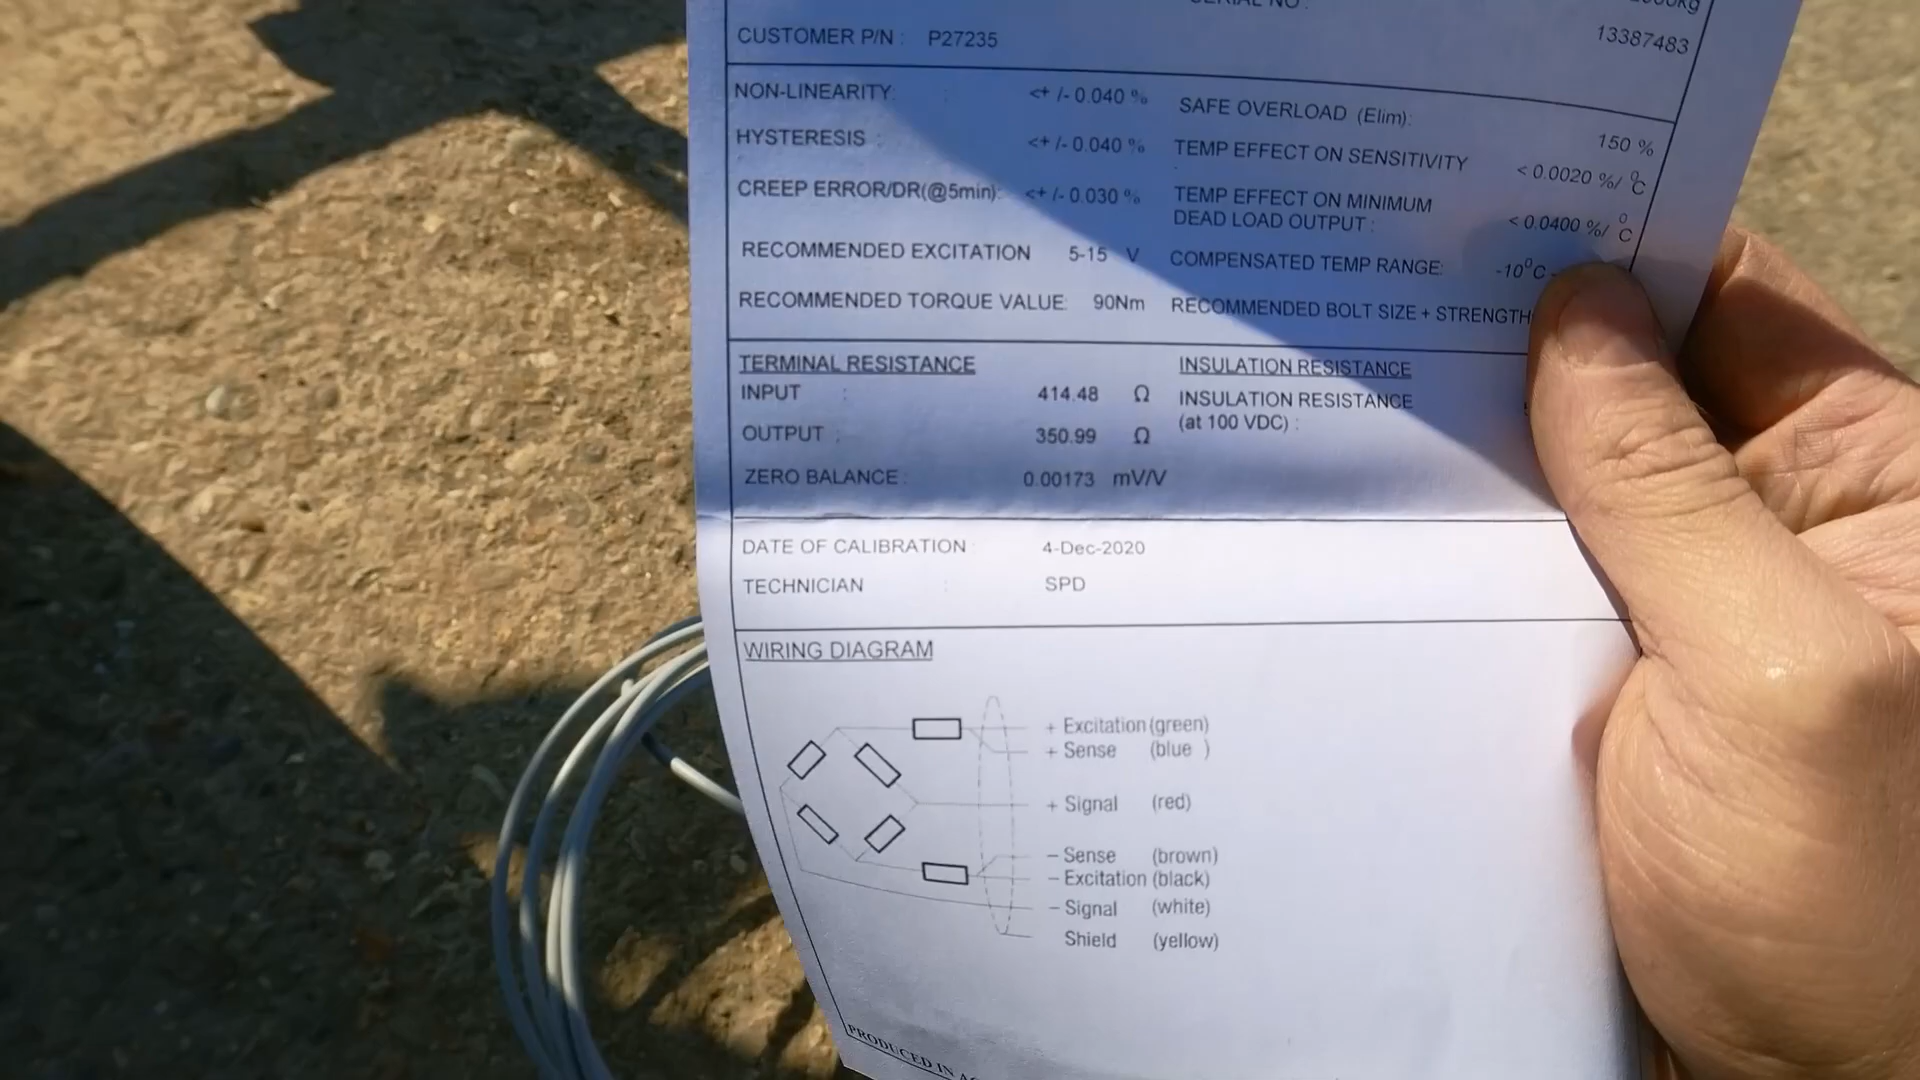 SERIAL NO :
CUSTOMER P/N : P27235
13387483
NON-LINEARITY: <+ /- 0.040 %
SAFE OVERLOAD (Elim): 150 %
HYSTERESIS : <+ /- 0.040 %
TEMP EFFECT ON SENSITIVITY : < 0.0020 %/ °C
CREEP ERROR/DR(@5min): <+ /- 0.030 %
TEMP EFFECT ON MINIMUM
DEAD LOAD OUTPUT : < 0.0400 %/ °C
RECOMMENDED EXCITATION 5-15 V
COMPENSATED TEMP RANGE: -10°C -
RECOMMENDED TORQUE VALUE: 90Nm
RECOMMENDED BOLT SIZE + STRENGTH
TERMINAL RESISTANCE
INPUT : 414.48 Ω
OUTPUT : 350.99 Ω
ZERO BALANCE : 0.00173 mV/V
INSULATION RESISTANCE
INSULATION RESISTANCE
(at 100 VDC) :
DATE OF CALIBRATION : 4-Dec-2020
TECHNICIAN : SPD
WIRING DIAGRAM
+ Excitation (green)
+ Sense (blue )
+ Signal (red)
− Sense (brown)
− Excitation (black)
− Signal (white)
Shield (yellow)
PRODUCED IN